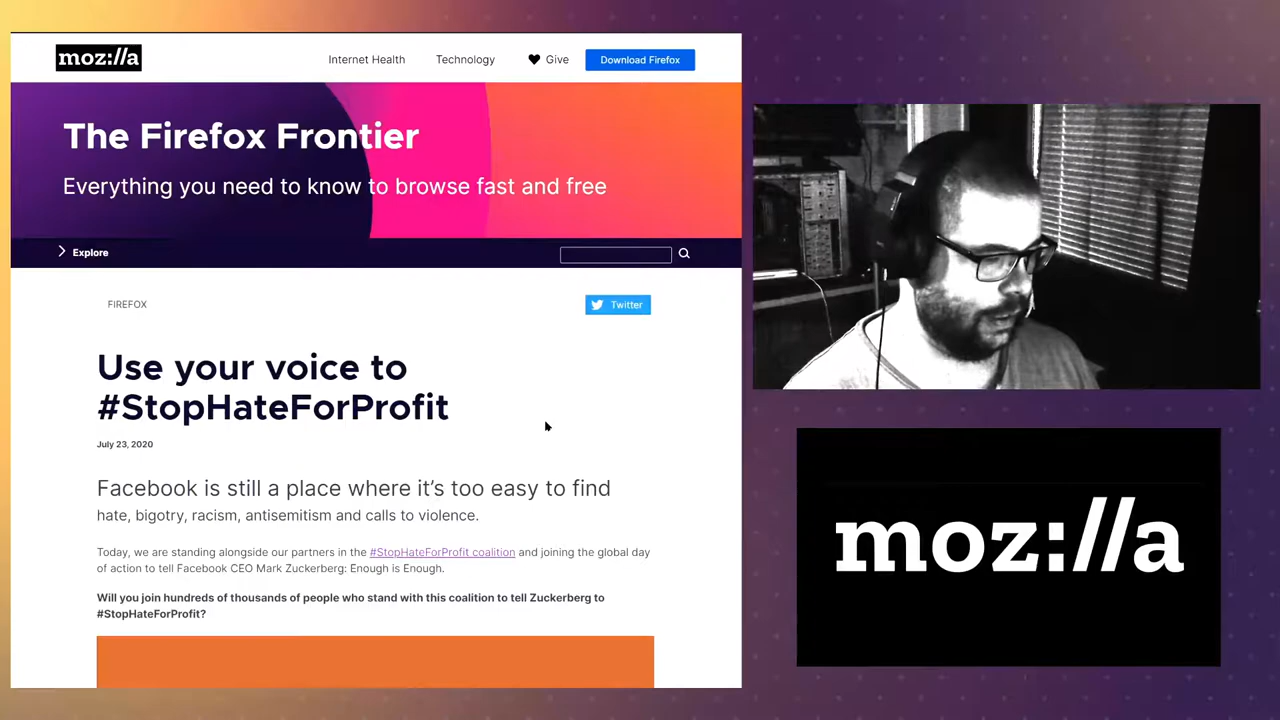 moz://a
Internet Health
Technology
Give
Download Firefox
The Firefox Frontier
Everything you need to know to browse fast and free
Explore
FIREFOX
Twitter
Use your voice to
#StopHateForProfit
July 23, 2020
Facebook is still a place where it's too easy to find
hate, bigotry, racism, antisemitism and calls to violence.
Today, we are standing alongside our partners in the #StopHateForProfit coalition and joining the global day
of action to tell Facebook CEO Mark Zuckerberg: Enough is Enough.
Will you join hundreds of thousands of people who stand with this coalition to tell Zuckerberg to
#StopHateForProfit?
moz://a